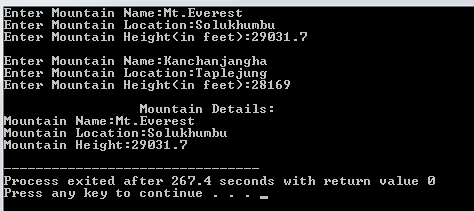 Enter Mountain Name:Mt.Everest
Enter Mountain Location:Solukhumbu
Enter Mountain Height(in feet):29031.7
Enter Mountain Name:Kanchanjangha
Enter Mountain Location:Taplejung
Enter Mountain Height(in feet):28169
Mountain Details:
Mountain Name:Mt.Everest
Mountain Location:Solukhumbu
Mountain Height:29031.7
--------------------------------
Process exited after 267.4 seconds with return value 0
Press any key to continue . . . _